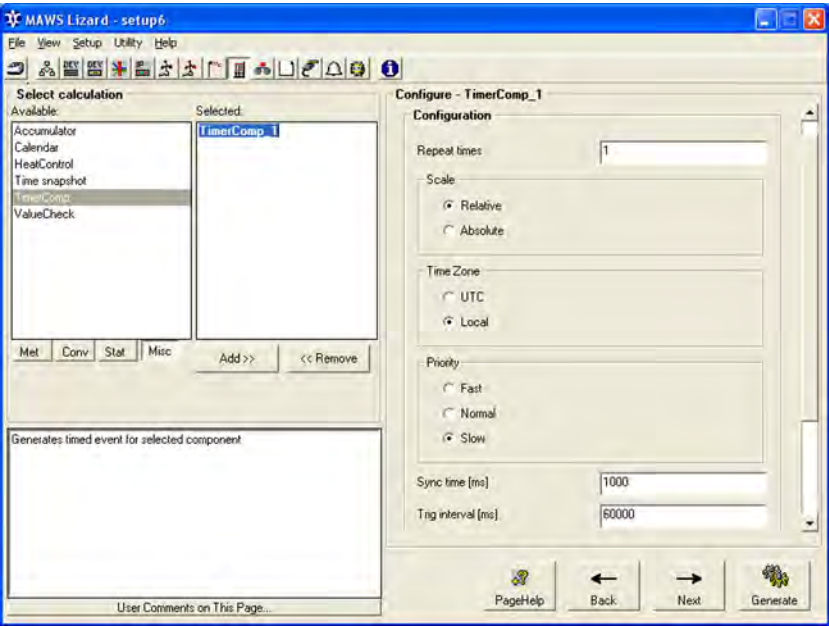 MAWS Lizard - setup6
File View Setup Utility Help
DEV DEV
Select calculation
Available:
Selected:
Accumulator
Calendar
HeatControl
Time snapshot
TimerComp
ValueCheck
TimerComp_1
Met Conv Stat Misc
Add >> << Remove
Generates timed event for selected component
User Comments on This Page...
Configure - TimerComp_1
Configuration
Repeat times 1
Scale
Relative
Absolute
Time Zone
UTC
Local
Priority
Fast
Normal
Slow
Sync time [ms] 1000
Trig interval [ms] 60000
PageHelp Back Next Generate